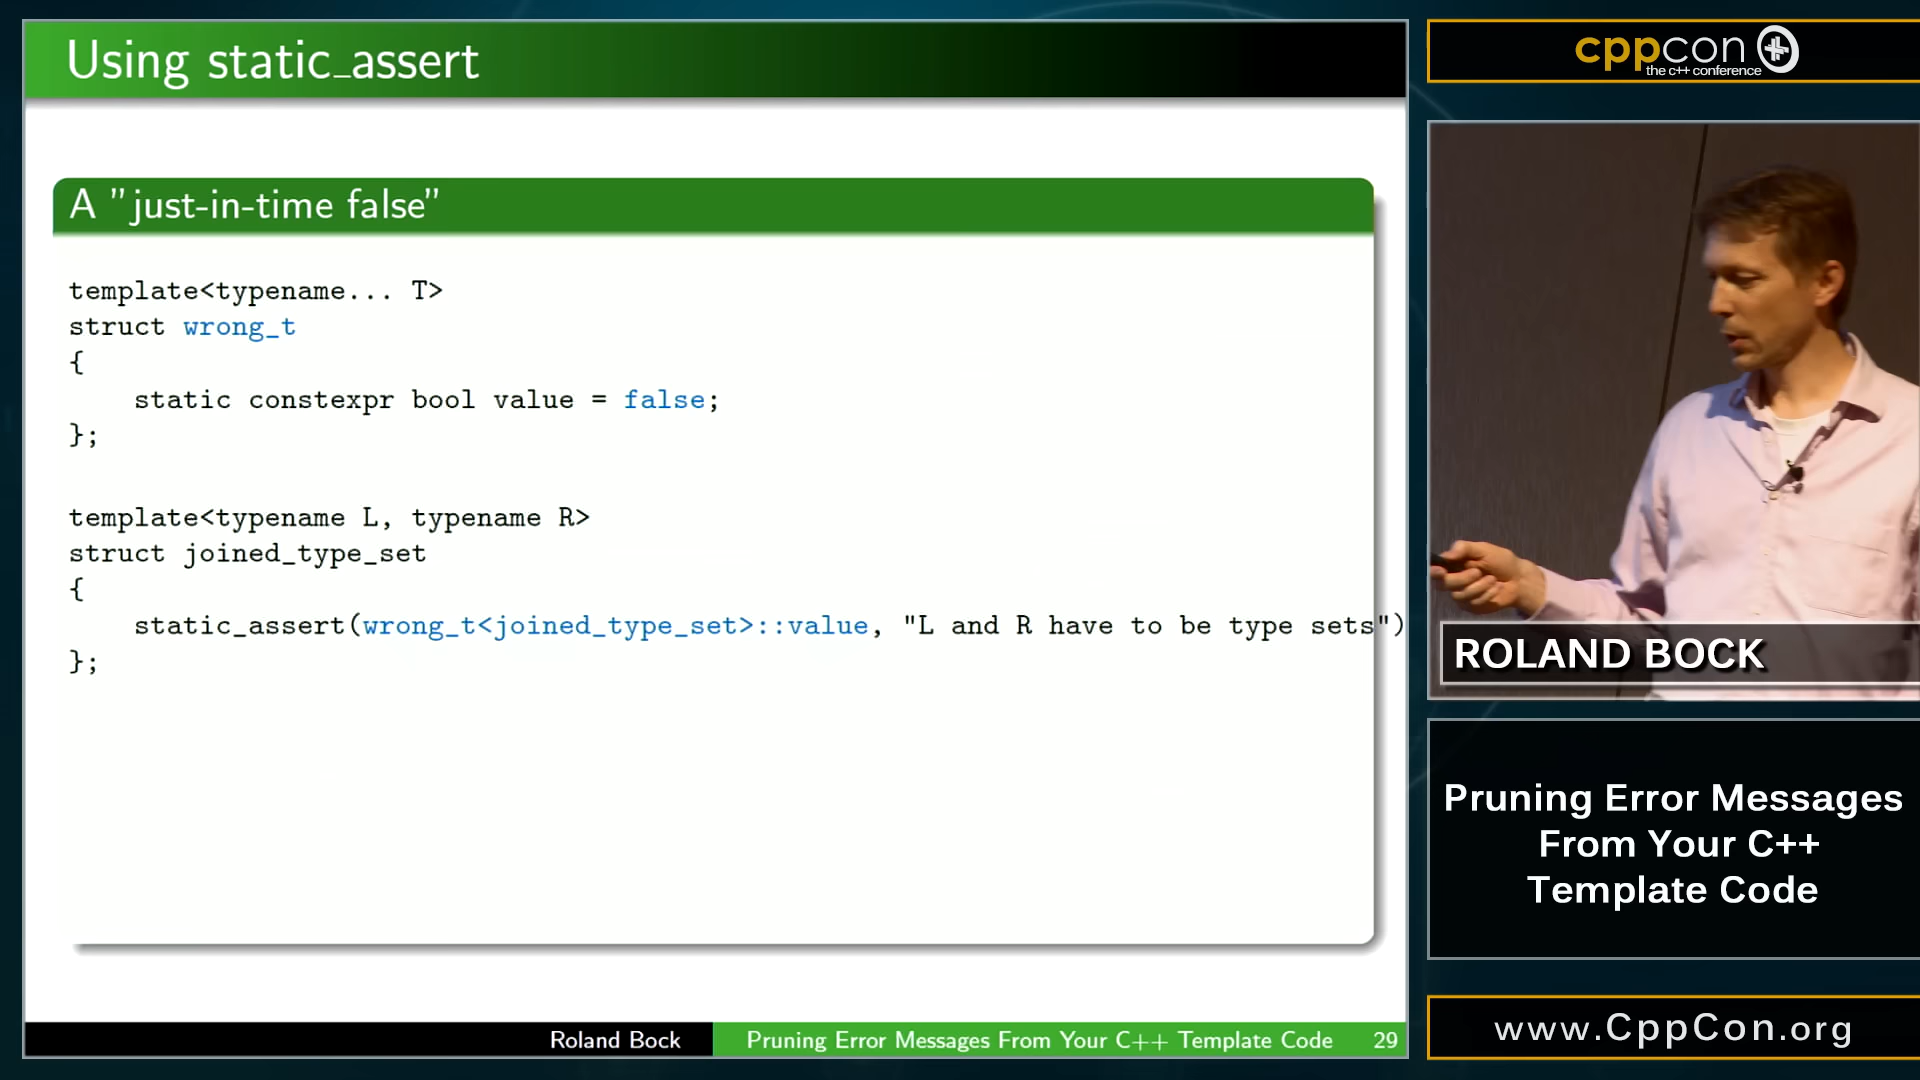 Using static_assert
A "just-in-time false"
template<typename... T>
struct wrong_t
{
static constexpr bool value = false;
};
template<typename L, typename R>
struct joined_type_set
{
static_assert(wrong_t<joined_type_set>::value, "L and R have to be type sets")
};
Roland Bock
Pruning Error Messages From Your C++ Template Code
29
cppcon
the c++ conference
ROLAND BOCK
Pruning Error Messages
From Your C++
Template Code
www.CppCon.org